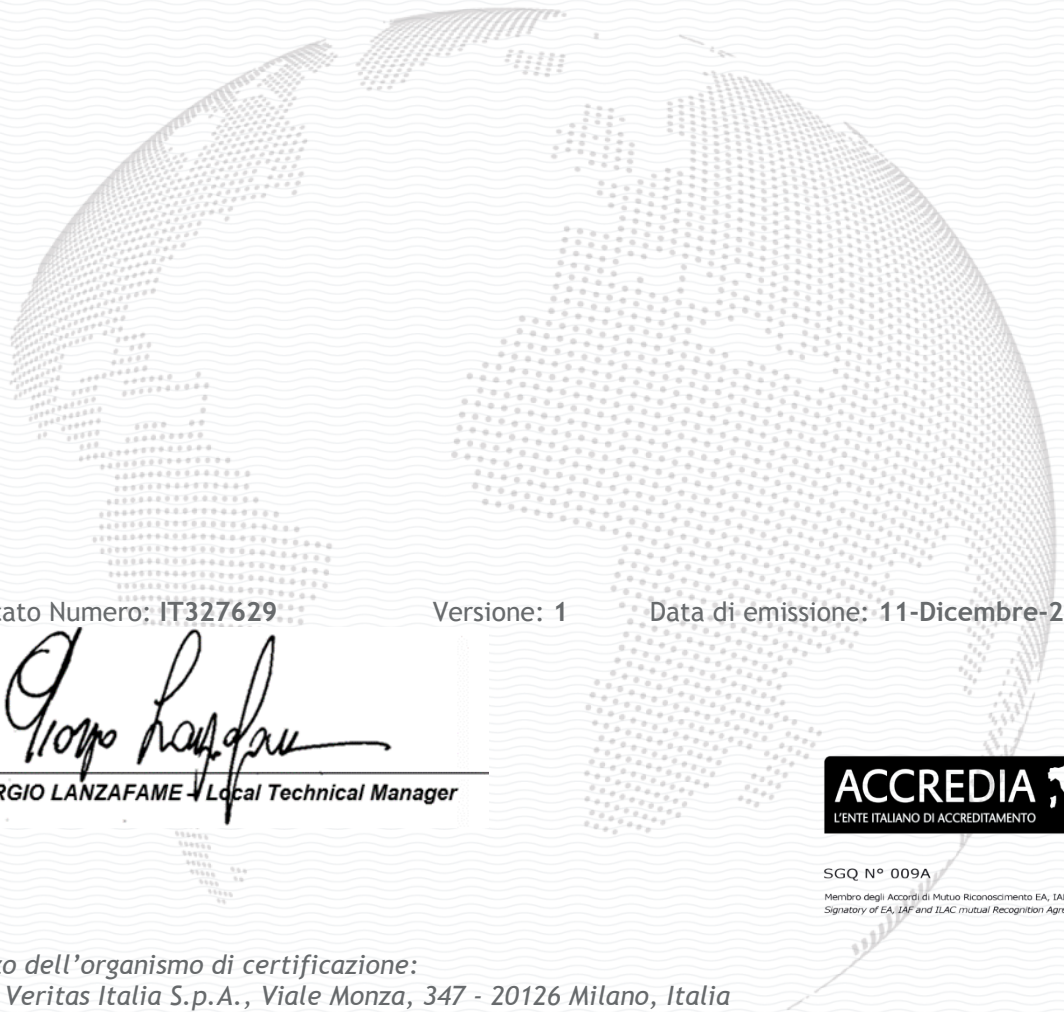 ato Numero: IT327629 Versione: 1 Data di emissione: 11-Dicembre-2
RGIO LANZAFAME - Local Technical Manager
ACCREDIA
L'ENTE ITALIANO DI ACCREDITAMENTO
SGQ N° 009A
Membro degli Accordi di Mutuo Riconoscimento EA, IA
Signatory of EA, IAF and ILAC mutual Recognition Agre
o dell'organismo di certificazione:
Veritas Italia S.p.A., Viale Monza, 347 - 20126 Milano, Italia